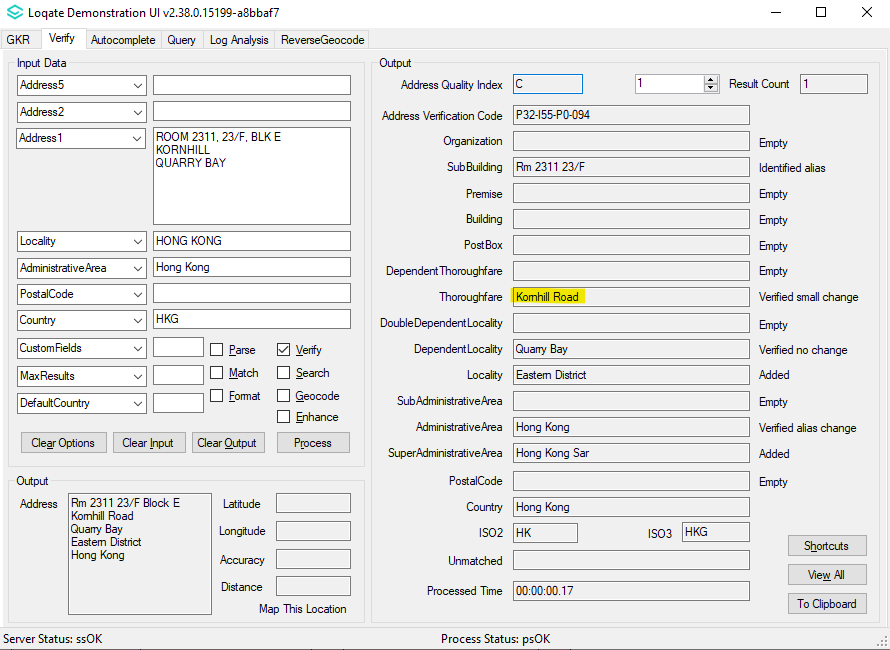 Loqate Demonstration UI v2.38.0.15199-a8bbaf7
GKR Verify Autocomplete Query Log Analysis ReverseGeocode
Input Data
Address5
Address2
Address1 ROOM 2311, 23/F, BLK E
KORNHILL
QUARRY BAY
Locality HONG KONG
AdministrativeArea Hong Kong
PostalCode
Country HKG
CustomFields Parse Verify
MaxResults Match Search
DefaultCountry Format Geocode
Enhance
Clear Options Clear Input Clear Output Process
Output
Address Rm 2311 23/F Block E
Kornhill Road
Quarry Bay
Eastern District
Hong Kong
Latitude
Longitude
Accuracy
Distance
Map This Location
Output
Address Quality Index C 1 Result Count 1
Address Verification Code P32-I55-P0-094
Organization Empty
SubBuilding Rm 2311 23/F Identified alias
Premise Empty
Building Empty
PostBox Empty
DependentThoroughfare Empty
Thoroughfare Kornhill Road Verified small change
DoubleDependentLocality Empty
DependentLocality Quarry Bay Verified no change
Locality Eastern District Added
SubAdministrativeArea Empty
AdministrativeArea Hong Kong Verified alias change
SuperAdministrativeArea Hong Kong Sar Added
PostalCode Empty
Country Hong Kong
ISO2 HK ISO3 HKG
Unmatched
Processed Time 00:00:00.17
Shortcuts
View All
To Clipboard
Server Status: ssOK Process Status: psOK